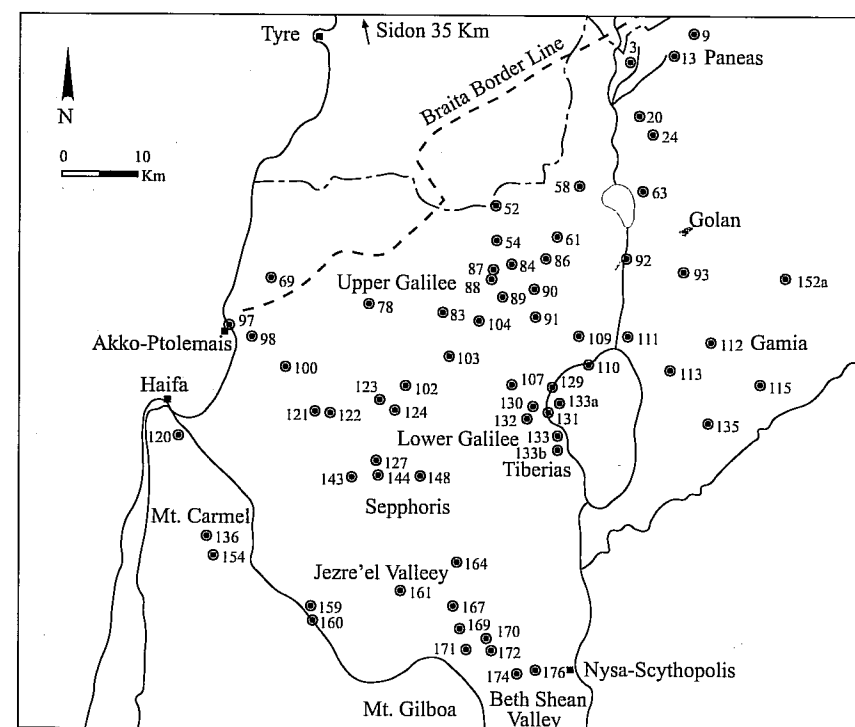 Tyre
Sidon 35 Km
9
3
13 Paneas
Braita Border Line
N
20
24
0 10
Km
58
63
52
Golan
54
61
84
86
92
87
93
69
88
152a
Upper Galilee
90
89
78
83
104
91
97
98
109
111
Akko-Ptolemais
112 Gamia
103
100
110
113
Haifa
123
102
107
129
115
133a
121
122
124
130
132
131
135
120
Lower Galilee
133
133b
Tiberias
127
143
144
148
Sepphoris
Mt. Carmel
136
154
164
Jezre'el Valleey
161
159
167
160
169
170
171
172
174
176
Nysa-Scythopolis
Mt. Gilboa
Beth Shean
Valley